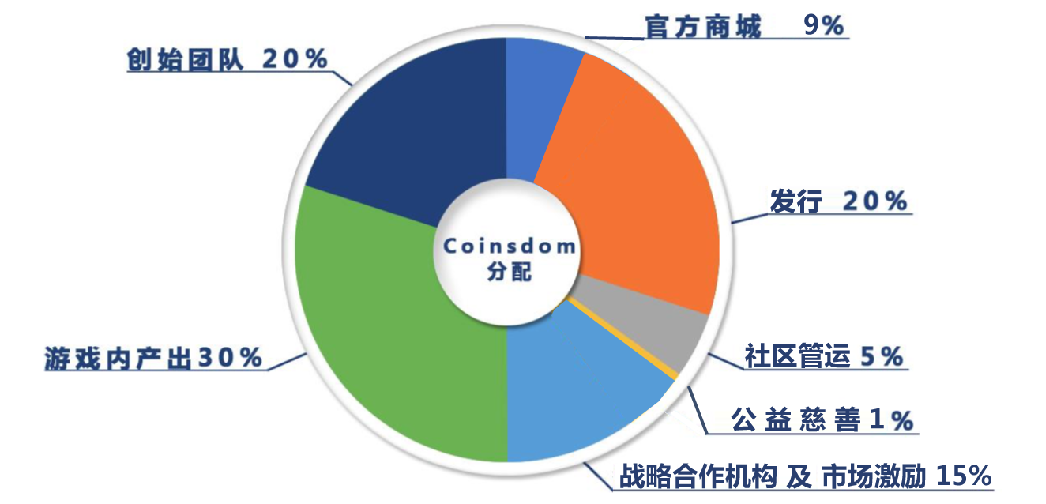 官方商城 9%
创始团队 20%
发行 20%
Coinsdom
分配
游戏内产出30%
社区管运 5%
公益慈善1%
战略合作机构 及 市场激励 15%